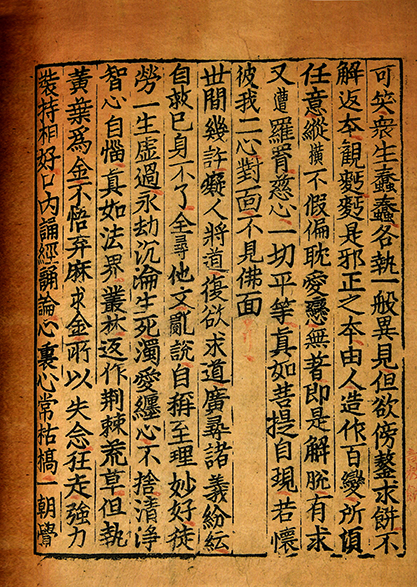 可笑衆生蠢蠢各執一般異見但欲傍鏊求餅不
解返本觀麪麪是邪正之本由人造作百變所須
任意縱橫不假偏耽愛戀無著即是解脫有求
又遭羅罥慈心一切平等真如菩提自現若懷
彼我二心對面不見佛面
世間幾許癡人將道復欲求道廣尋諸義紛紜
自救己身不了全尋他文亂說自稱至理妙好徒
勞一生虛過永劫沉淪生死濁愛纏心不捨清淨
智心自惱真如法界叢林返作荆棘荒草但執
黃葉爲金不悟弃麻求金所以失念狂走強力
裝持相好口內誦經誦論心裏心常枯槁　朝覺